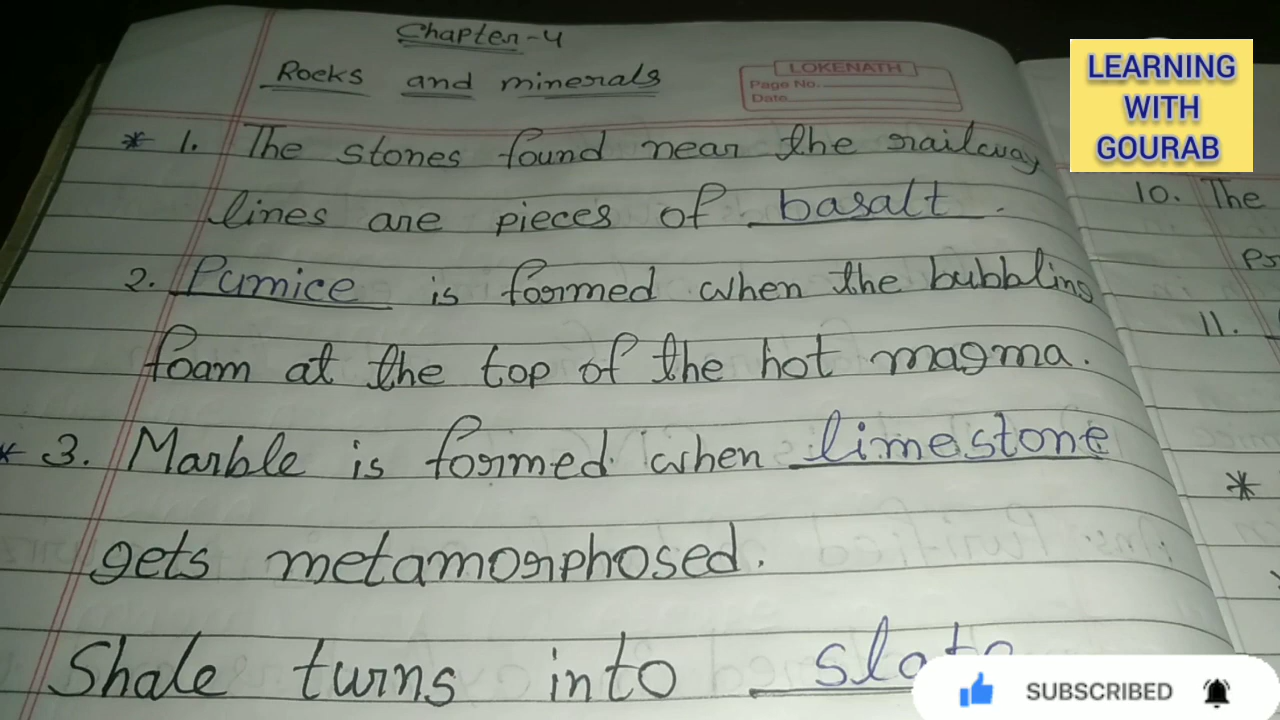 Chapter-4
Rocks and minerals
LOKENATH
Page No.
Date
LEARNING
WITH
GOURAB
* 1. The stones found near the railway
lines are pieces of basalt.
2. Pumice is formed when the bubbling
foam at the top of the hot magma.
* 3. Marble is formed when limestone
gets metamorphosed.
Shale turns into slate
10. The
11.
*
SUBSCRIBED